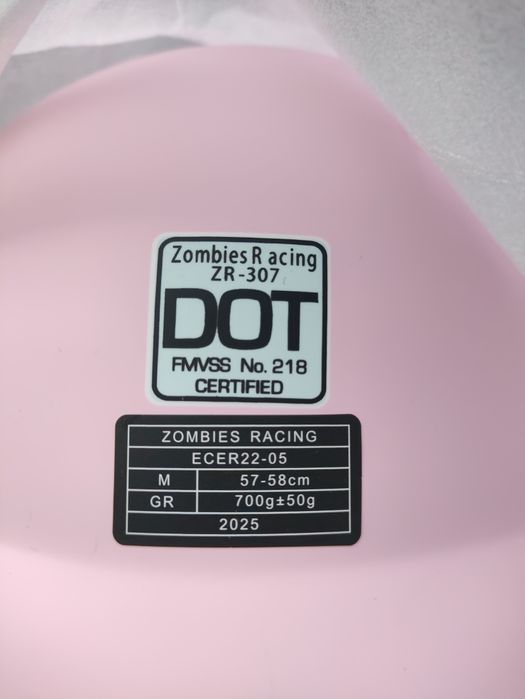 Zombies R acing
ZR-307
DOT
FMVSS No. 218
CERTIFIED
ZOMBIES RACING
ECER22-05
M 57-58cm
GR 700g±50g
2025